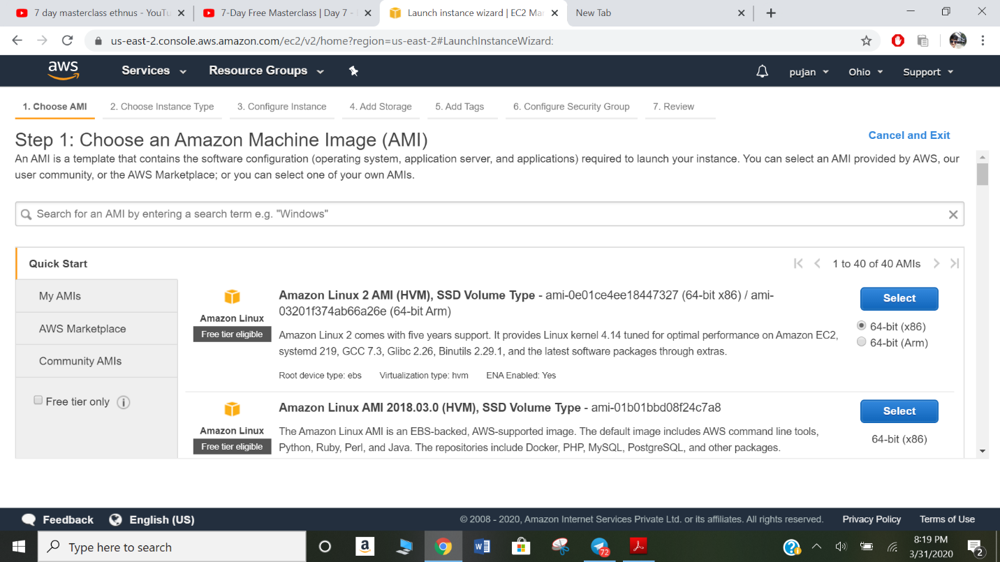 7 day masterclass ethnus - YouTu
7-Day Free Masterclass | Day 7 -
Launch instance wizard | EC2 Mar
New Tab
us-east-2.console.aws.amazon.com/ec2/v2/home?region=us-east-2#LaunchInstanceWizard:
aws
Services
Resource Groups
pujan
Ohio
Support
1. Choose AMI
2. Choose Instance Type
3. Configure Instance
4. Add Storage
5. Add Tags
6. Configure Security Group
7. Review
Step 1: Choose an Amazon Machine Image (AMI)
Cancel and Exit
An AMI is a template that contains the software configuration (operating system, application server, and applications) required to launch your instance. You can select an AMI provided by AWS, our
user community, or the AWS Marketplace; or you can select one of your own AMIs.
Search for an AMI by entering a search term e.g. "Windows"
Quick Start
My AMIs
AWS Marketplace
Community AMIs
Free tier only
1 to 40 of 40 AMIs
Amazon Linux
Free tier eligible
Amazon Linux 2 AMI (HVM), SSD Volume Type - ami-0e01ce4ee18447327 (64-bit x86) / ami-
03201f374ab66a26e (64-bit Arm)
Amazon Linux 2 comes with five years support. It provides Linux kernel 4.14 tuned for optimal performance on Amazon EC2,
systemd 219, GCC 7.3, Glibc 2.26, Binutils 2.29.1, and the latest software packages through extras.
Root device type: ebs
Virtualization type: hvm
ENA Enabled: Yes
Select
64-bit (x86)
64-bit (Arm)
Amazon Linux
Free tier eligible
Amazon Linux AMI 2018.03.0 (HVM), SSD Volume Type - ami-01b01bbd08f24c7a8
The Amazon Linux AMI is an EBS-backed, AWS-supported image. The default image includes AWS command line tools,
Python, Ruby, Perl, and Java. The repositories include Docker, PHP, MySQL, PostgreSQL, and other packages.
Select
64-bit (x86)
Feedback
English (US)
© 2008 - 2020, Amazon Internet Services Private Ltd. or its affiliates. All rights reserved.
Privacy Policy
Terms of Use
Type here to search
72
8:19 PM
3/31/2020
2